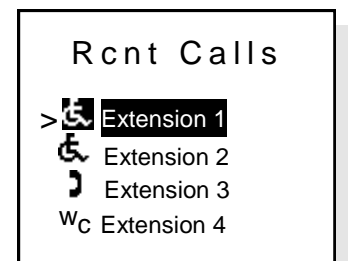 Rcnt Calls
> Extension 1
Extension 2
Extension 3
Wc Extension 4